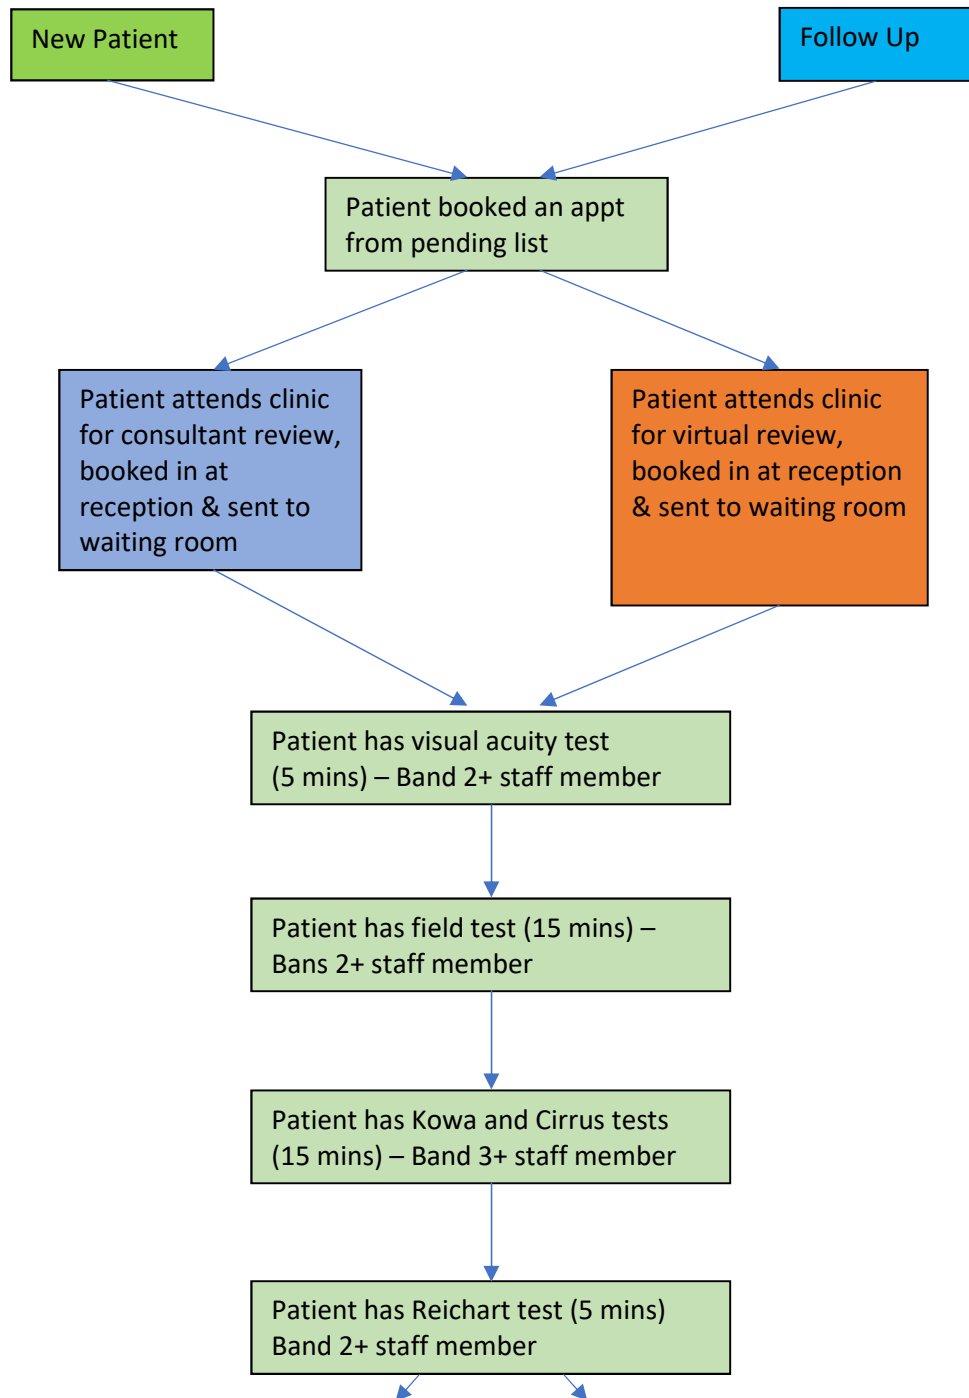 New Patient
Follow Up
Patient booked an appt
from pending list
Patient attends clinic
for consultant review,
booked in at
reception & sent to
waiting room
Patient attends clinic
for virtual review,
booked in at reception
& sent to waiting room
Patient has visual acuity test
(5 mins) – Band 2+ staff member
Patient has field test (15 mins) –
Bans 2+ staff member
Patient has Kowa and Cirrus tests
(15 mins) – Band 3+ staff member
Patient has Reichart test (5 mins)
Band 2+ staff member